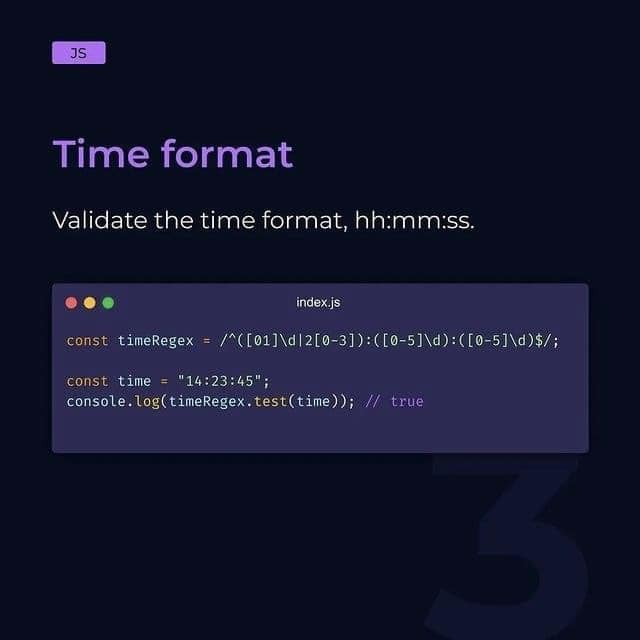 JS
Time format
Validate the time format, hh:mm:ss.
index.js
const timeRegex = /^([01]\d|2[0-3]):([0-5]\d):([0-5]\d)$/;
const time = "14:23:45";
console.log(timeRegex.test(time)); // true
3